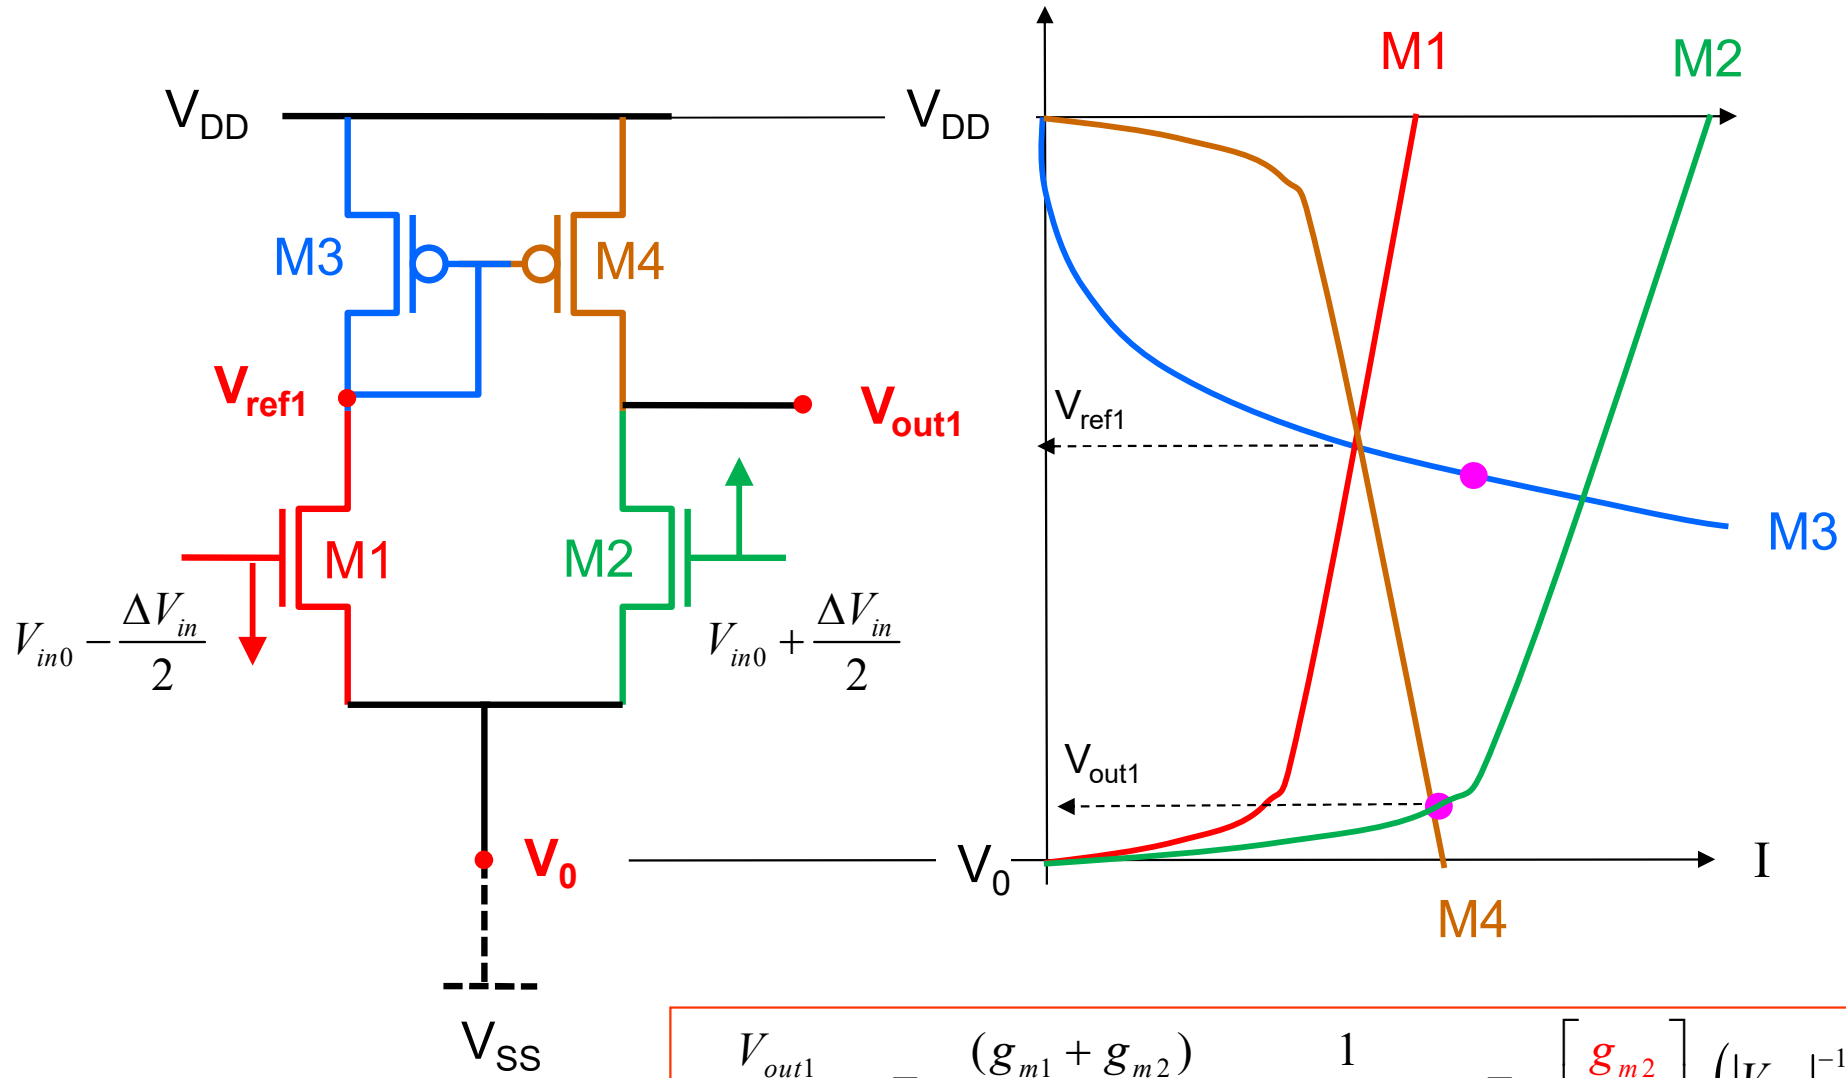 M1
M2
V_DD
V_DD
M3
M4
V_ref1
V_out1
V_ref1
M1
M2
M3
V_in0 − ΔV_in / 2
V_in0 + ΔV_in / 2
V_out1
V_0
V_0
I
M4
V_SS
V_out1 = (g_m1 + g_m2) 1 = [g_m2] (|V |^−1